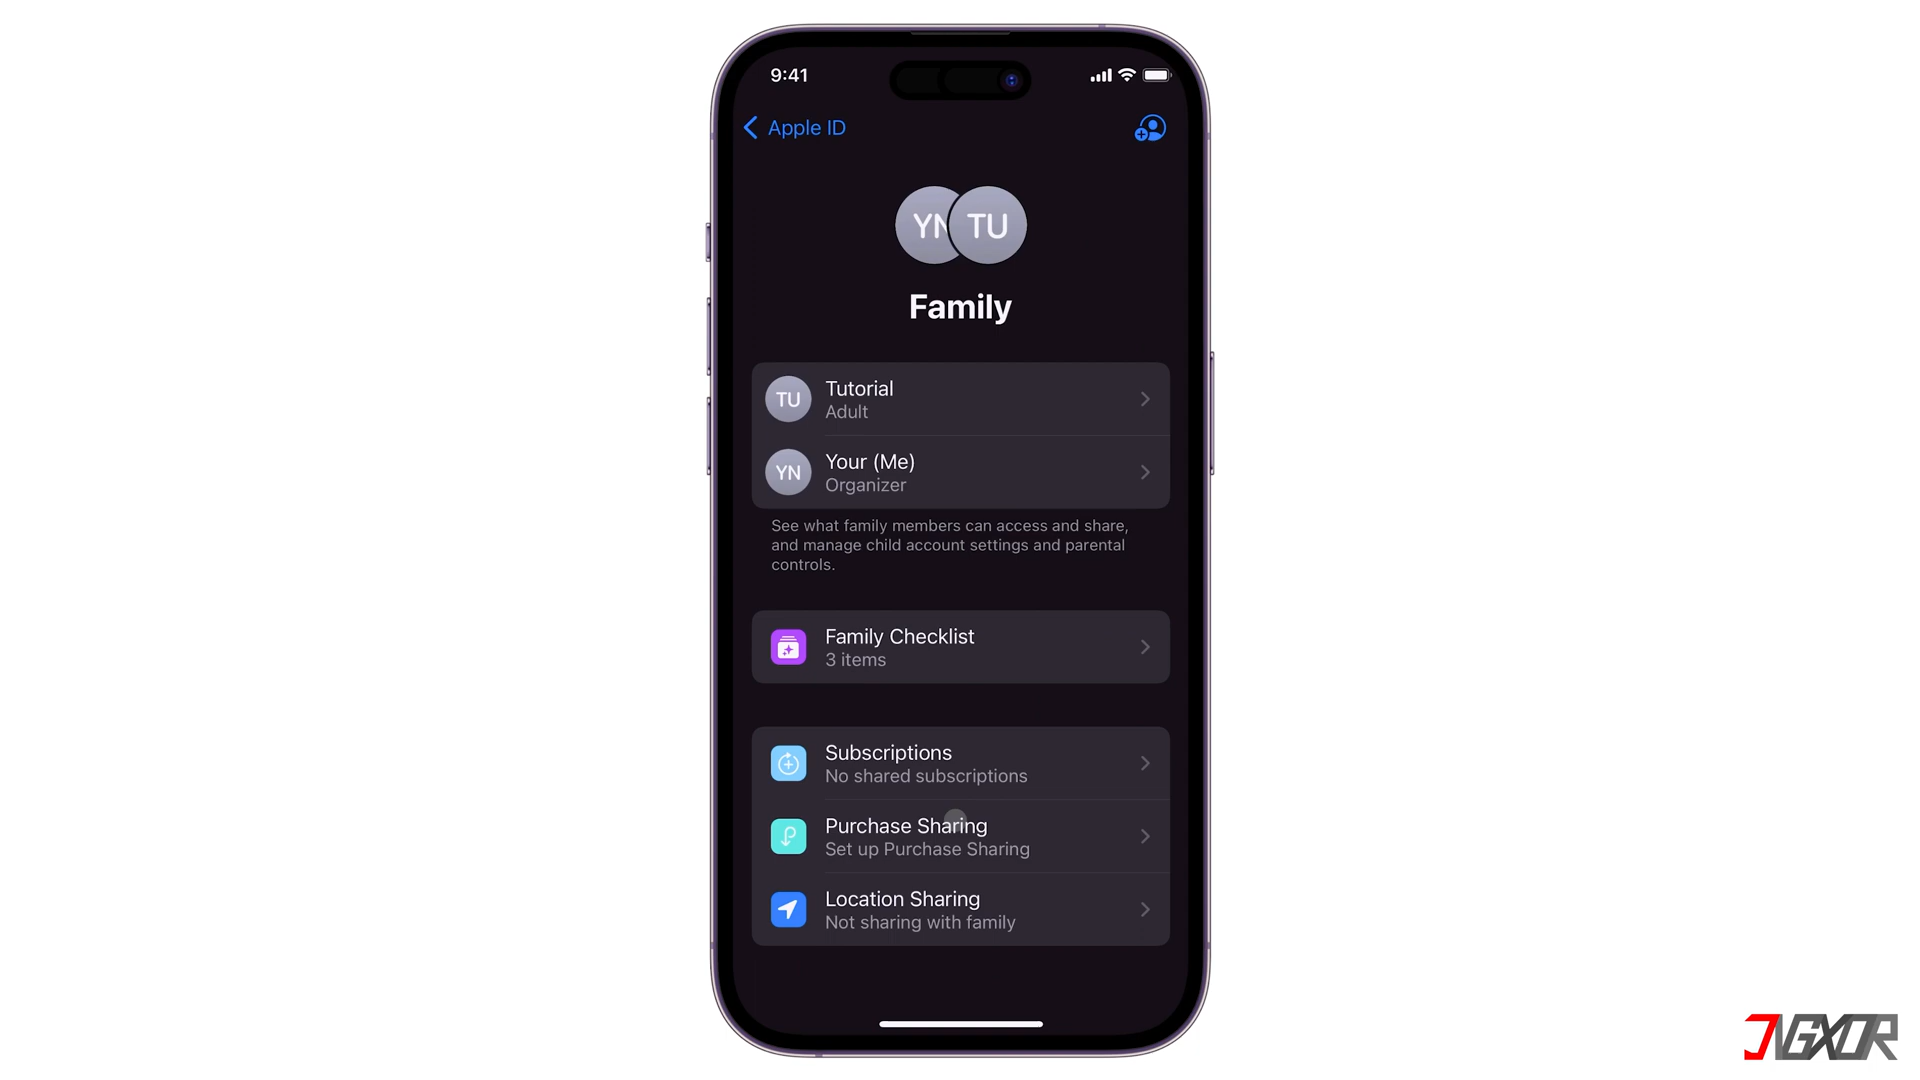 9:41
Apple ID
YN TU
Family
TU
Tutorial
Adult
YN
Your (Me)
Organizer
See what family members can access and share,
and manage child account settings and parental
controls.
Family Checklist
3 items
Subscriptions
No shared subscriptions
Purchase Sharing
Set up Purchase Sharing
Location Sharing
Not sharing with family